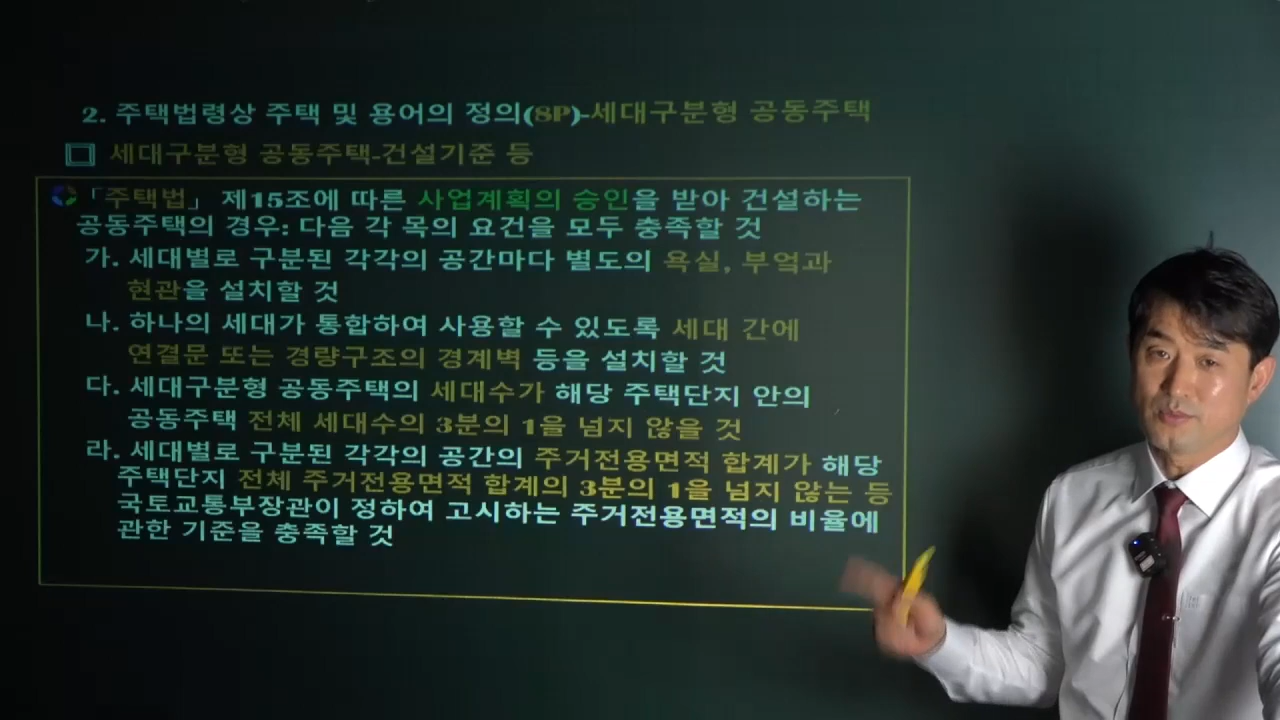 2. 주택법령상 주택 및 용어의 정의(8P)-세대구분형 공동주택
세대구분형 공동주택-건설기준 등
「주택법」 제15조에 따른 사업계획의 승인을 받아 건설하는
공동주택의 경우: 다음 각 목의 요건을 모두 충족할 것
가. 세대별로 구분된 각각의 공간마다 별도의 욕실, 부엌과
현관을 설치할 것
나. 하나의 세대가 통합하여 사용할 수 있도록 세대 간에
연결문 또는 경량구조의 경계벽 등을 설치할 것
다. 세대구분형 공동주택의 세대수가 해당 주택단지 안의
공동주택 전체 세대수의 3분의 1을 넘지 않을 것
라. 세대별로 구분된 각각의 공간의 주거전용면적 합계가 해당
주택단지 전체 주거전용면적 합계의 3분의 1을 넘지 않는 등
국토교통부장관이 정하여 고시하는 주거전용면적의 비율에
관한 기준을 충족할 것